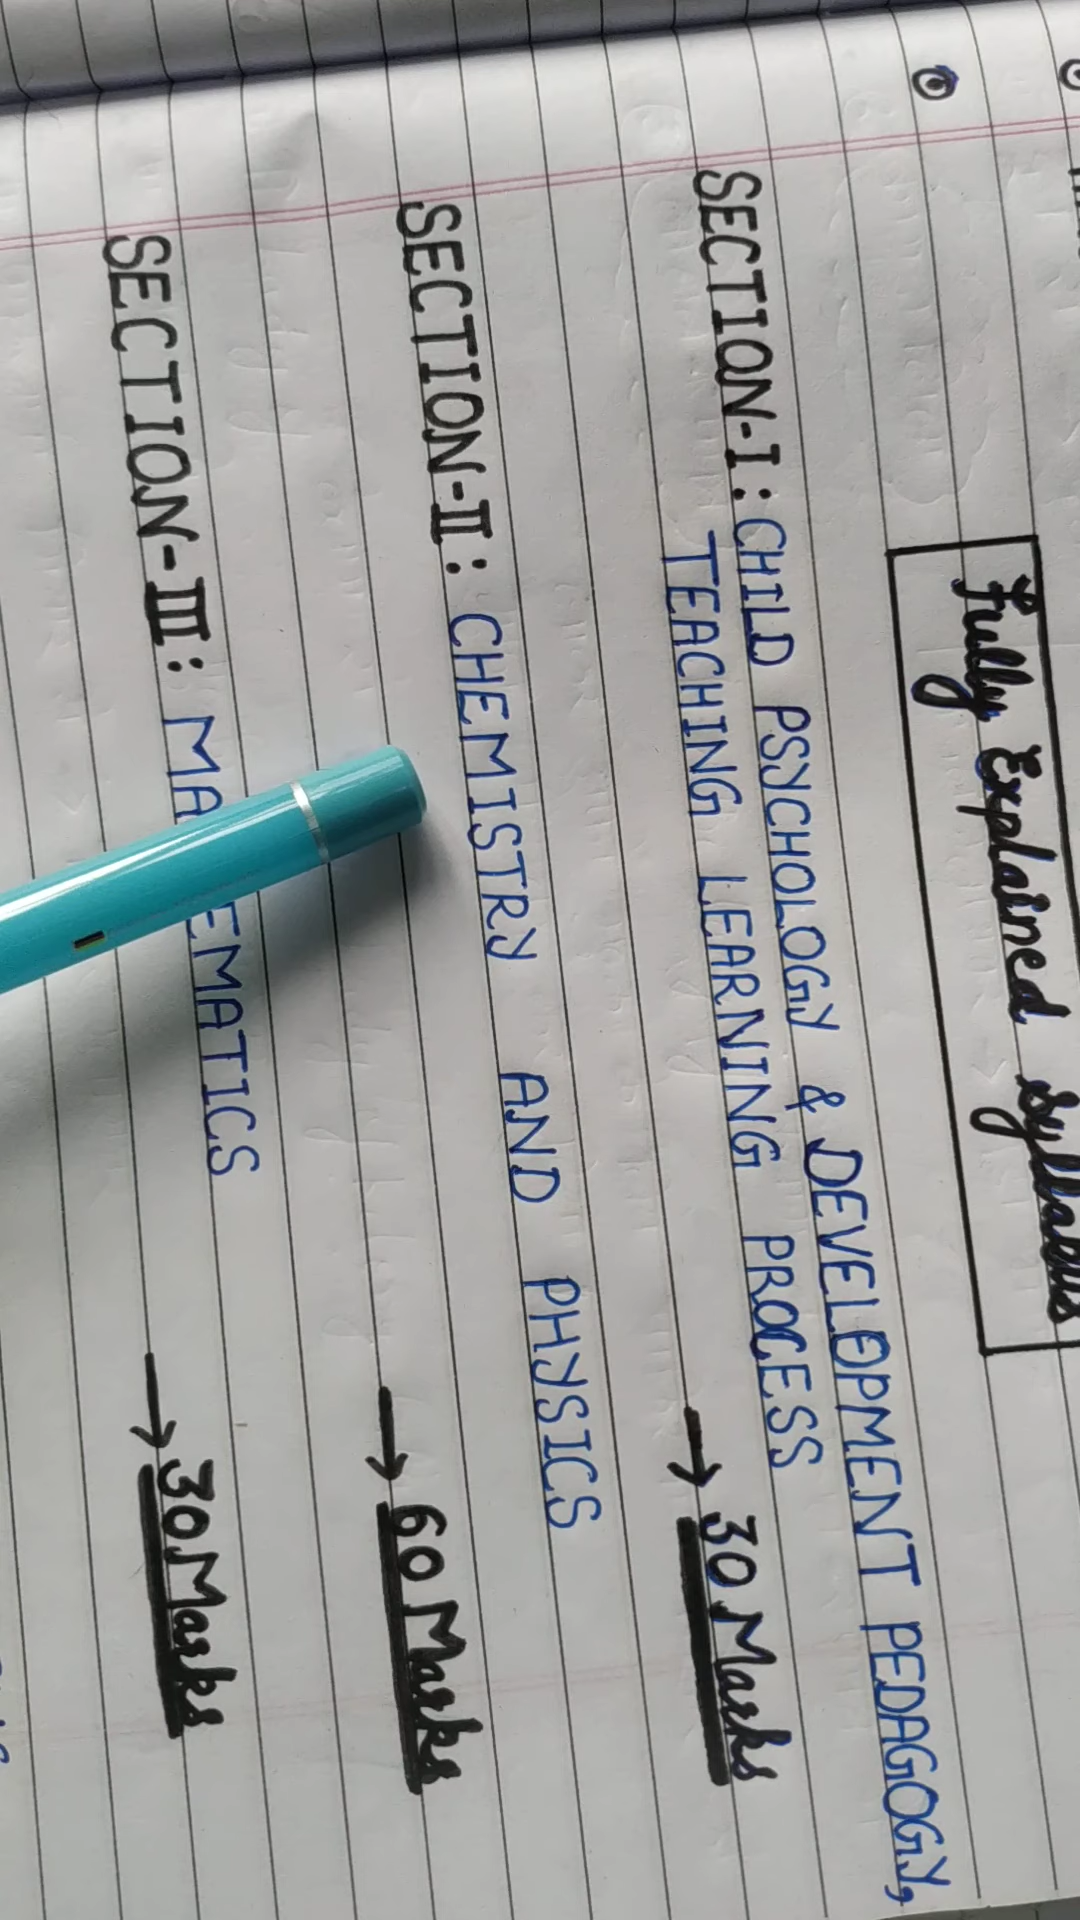 Fully Explained Syllabus
SECTION-I: CHILD PSYCHOLOGY & DEVELOPMENT PEDAGOGY,
TEACHING LEARNING PROCESS
→ 30 Marks
SECTION-II: CHEMISTRY AND PHYSICS
→ 60 Marks
SECTION-III: MA EMATICS
→ 30 Marks